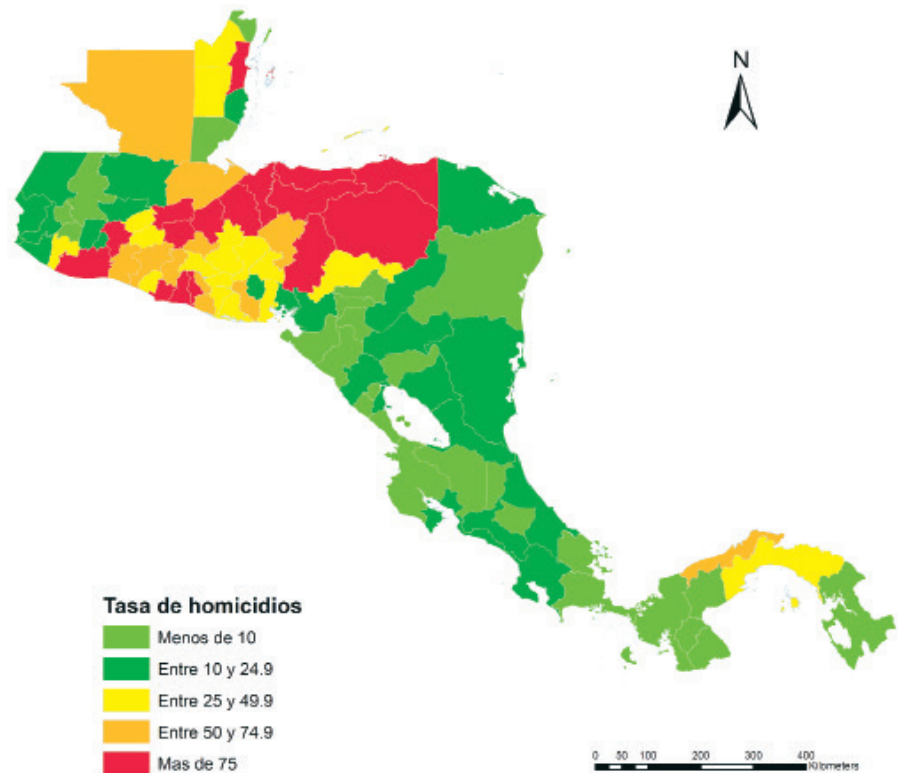 N
Tasa de homicidios
Menos de 10
Entre 10 y 24.9
Entre 25 y 49.9
Entre 50 y 74.9
Mas de 75
0 50 100 200 300 400
Kilometers